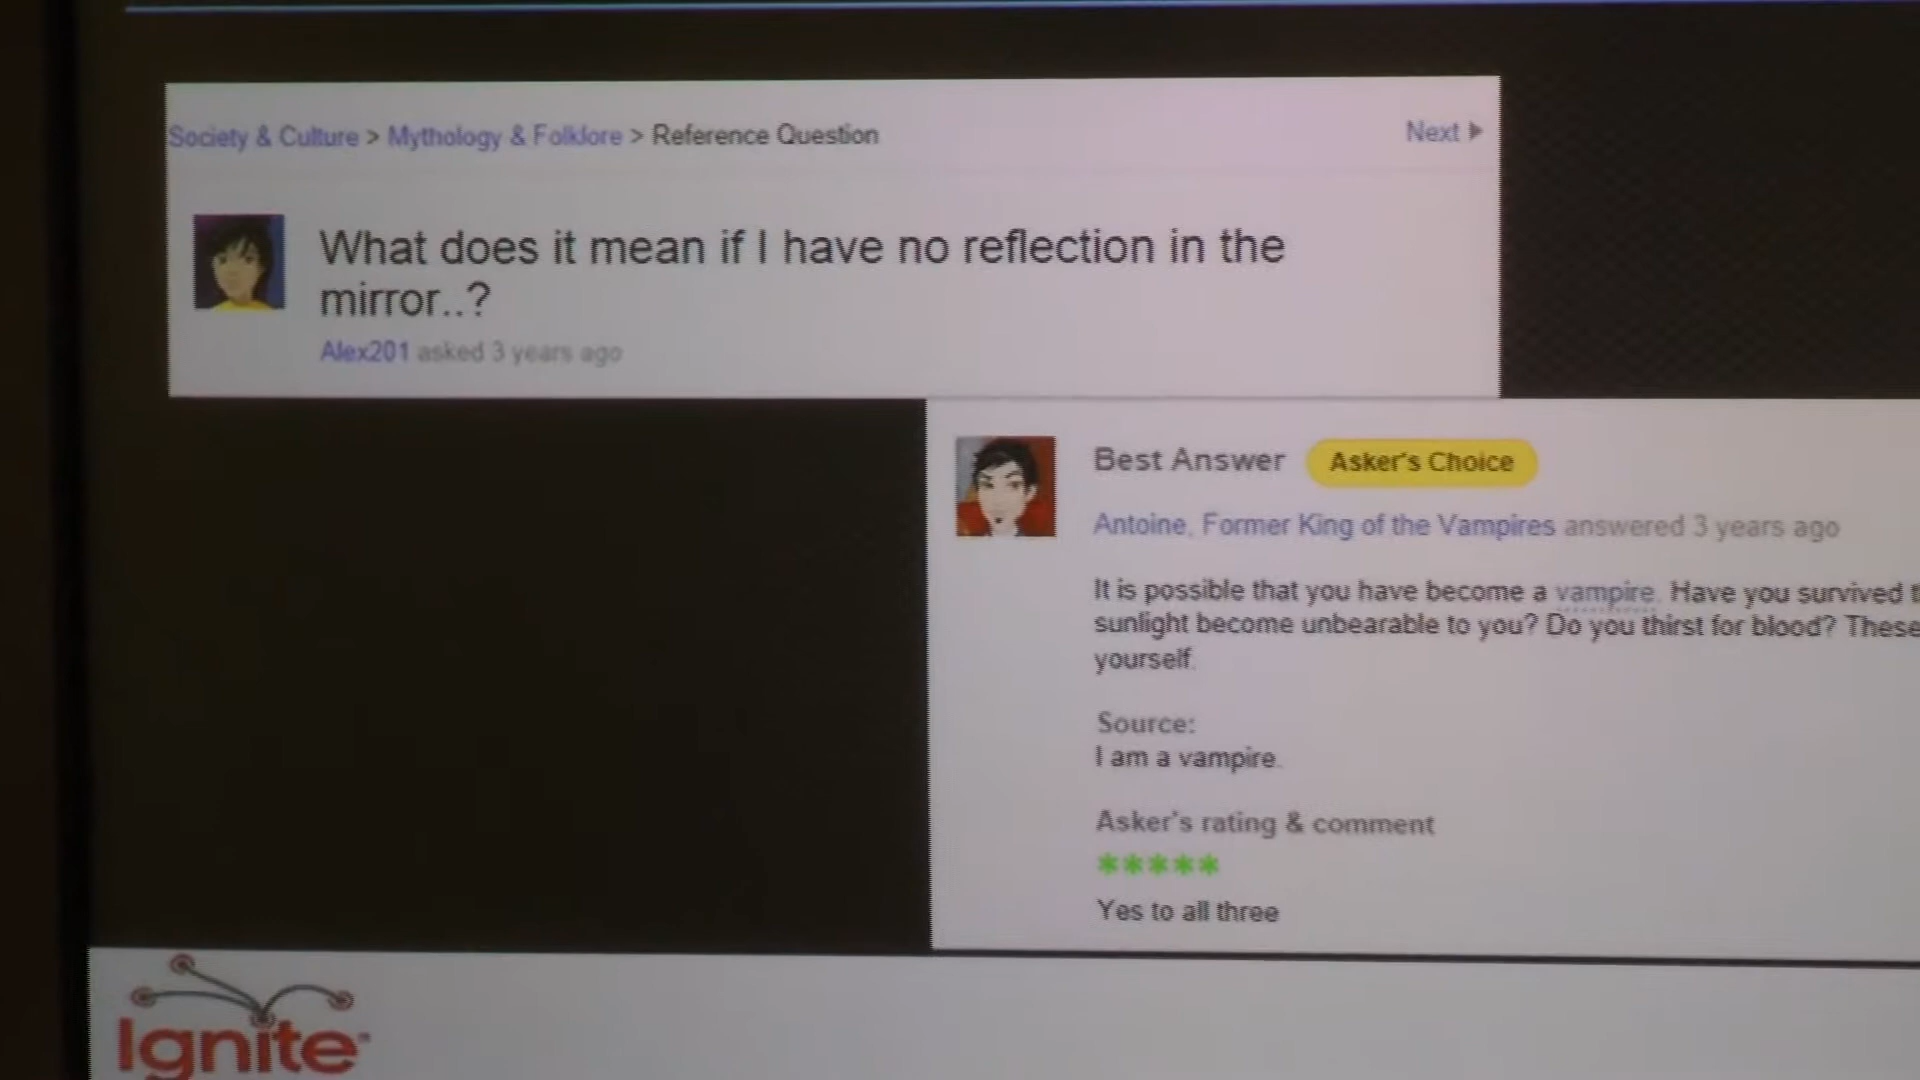 Society & Culture > Mythology & Folklore > Reference Question
Next
What does it mean if I have no reflection in the
mirror..?
Alex201 asked 3 years ago
Best Answer Asker's Choice
Antoine, Former King of the Vampires answered 3 years ago
It is possible that you have become a vampire. Have you survived
sunlight become unbearable to you? Do you thirst for blood? These
yourself.
Source:
I am a vampire.
Asker's rating & comment
*****
Yes to all three
Ignite